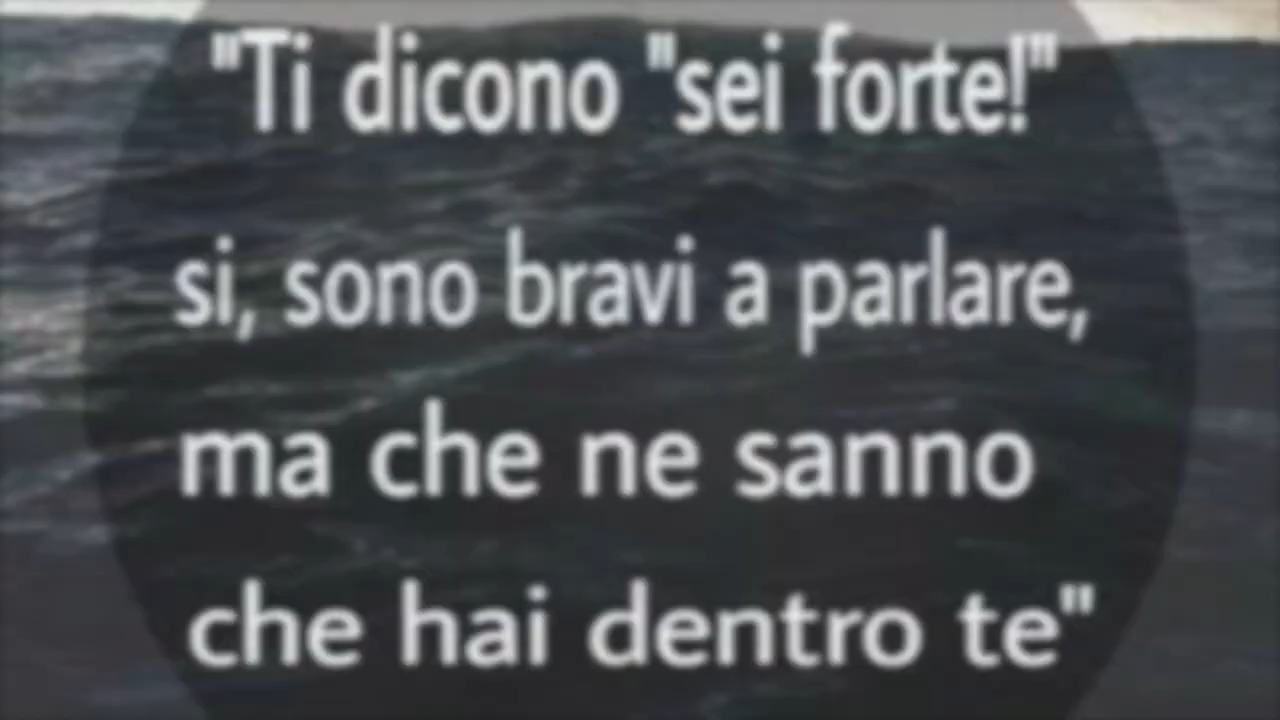 "Ti dicono "sei forte!"
si, sono bravi a parlare,
ma che ne sanno
che hai dentro te"